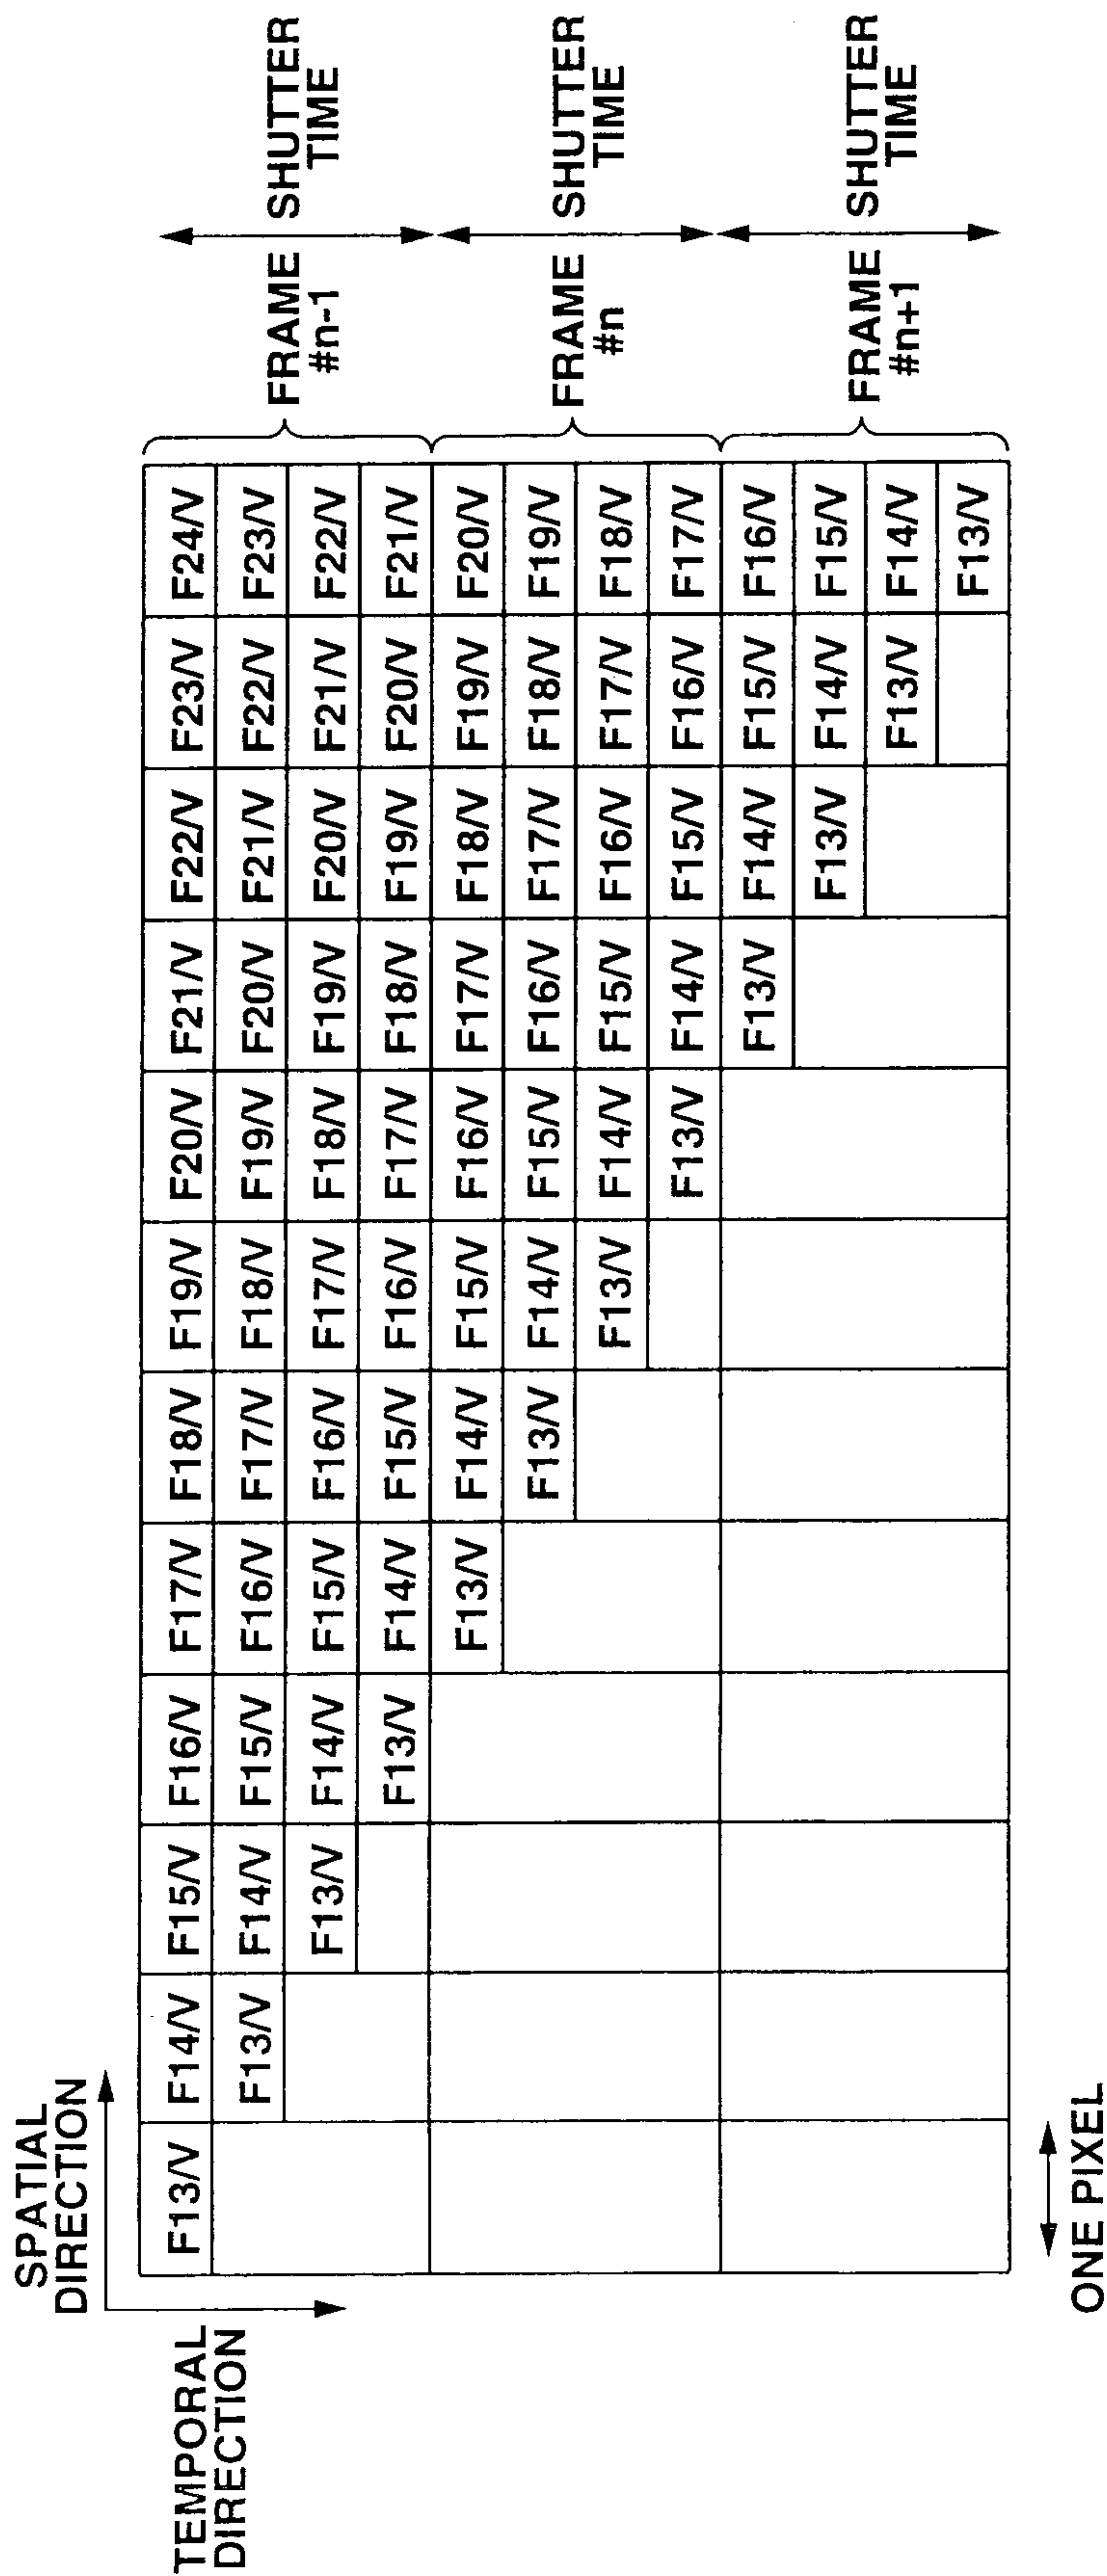 SPATIAL
DIRECTION
TEMPORAL
DIRECTION
F13/V F14/V F15/V F16/V F17/V F18/V F19/V F20/V F21/V F22/V F23/V F24/V
F13/V F14/V F15/V F16/V F17/V F18/V F19/V F20/V F21/V F22/V F23/V
F13/V F14/V F15/V F16/V F17/V F18/V F19/V F20/V F21/V F22/V
F13/V F14/V F15/V F16/V F17/V F18/V F19/V F20/V F21/V
FRAME
#n-1
SHUTTER
TIME
F13/V F14/V F15/V F16/V F17/V F18/V F19/V F20/V
F13/V F14/V F15/V F16/V F17/V F18/V F19/V
F13/V F14/V F15/V F16/V F17/V F18/V
F13/V F14/V F15/V F16/V F17/V
FRAME
#n
SHUTTER
TIME
F13/V F14/V F15/V F16/V
F13/V F14/V F15/V
F13/V F14/V
F13/V
FRAME
#n+1
SHUTTER
TIME
ONE PIXEL